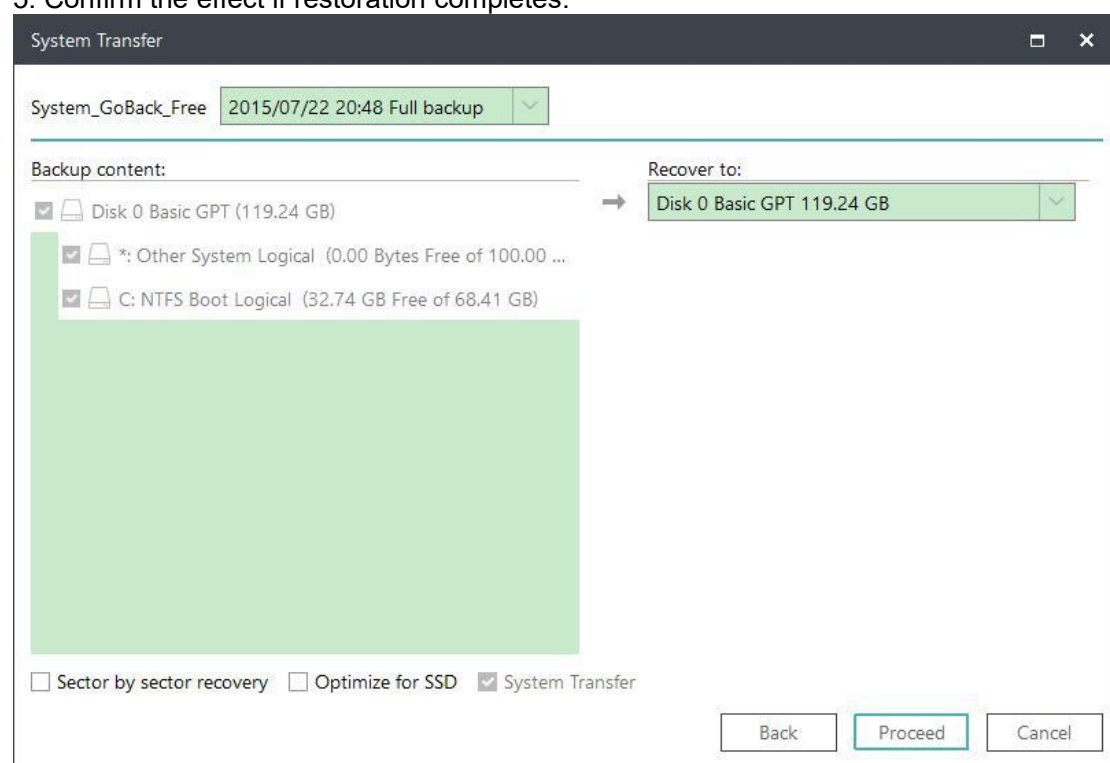 5. Confirm the effect if restoration completes.
System Transfer
System_GoBack_Free 2015/07/22 20:48 Full backup
Backup content:
Recover to:
Disk 0 Basic GPT (119.24 GB)
Disk 0 Basic GPT 119.24 GB
*: Other System Logical (0.00 Bytes Free of 100.00 ...
C: NTFS Boot Logical (32.74 GB Free of 68.41 GB)
Sector by sector recovery Optimize for SSD System Transfer
Back Proceed Cancel